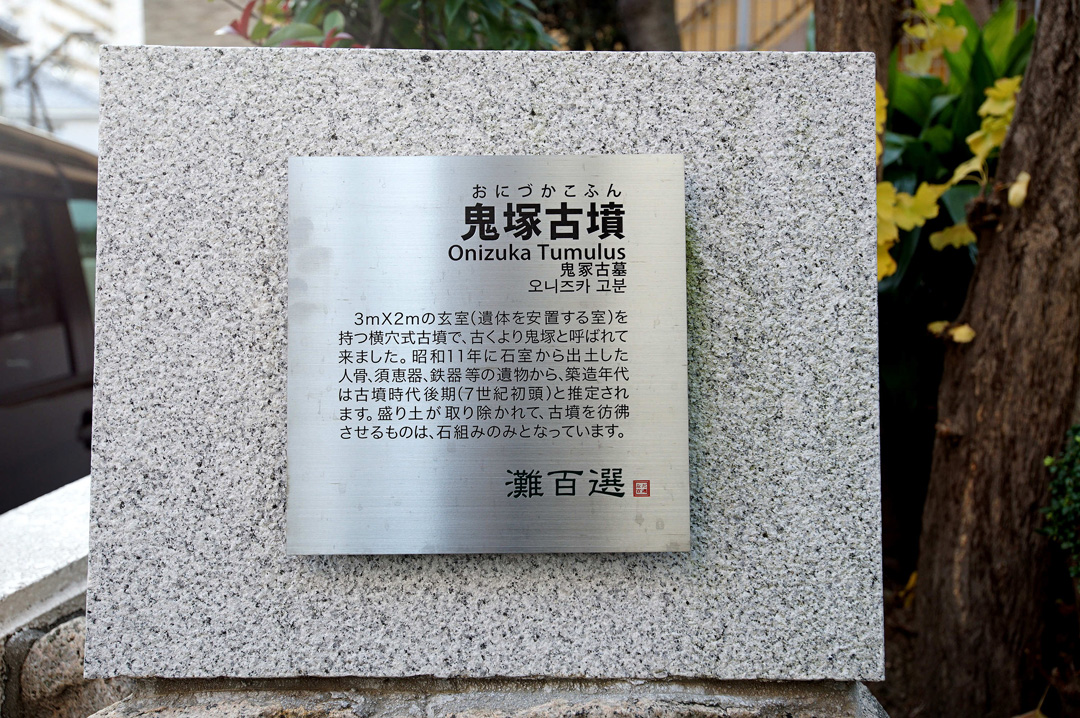 おにづかこふん
鬼塚古墳
Onizuka Tumulus
鬼冢古墓
오니즈카 고분
3mX2mの玄室(遺体を安置する室)を
持つ横穴式古墳で、古くより鬼塚と呼ばれて
来ました。昭和11年に石室から出土した
人骨、須恵器、鉄器等の遺物から、築造年代
は古墳時代後期(7世紀初頭)と推定され
ます。盛り土が取り除かれて、古墳を彷彿
させるものは、石組みのみとなっています。
灘百選